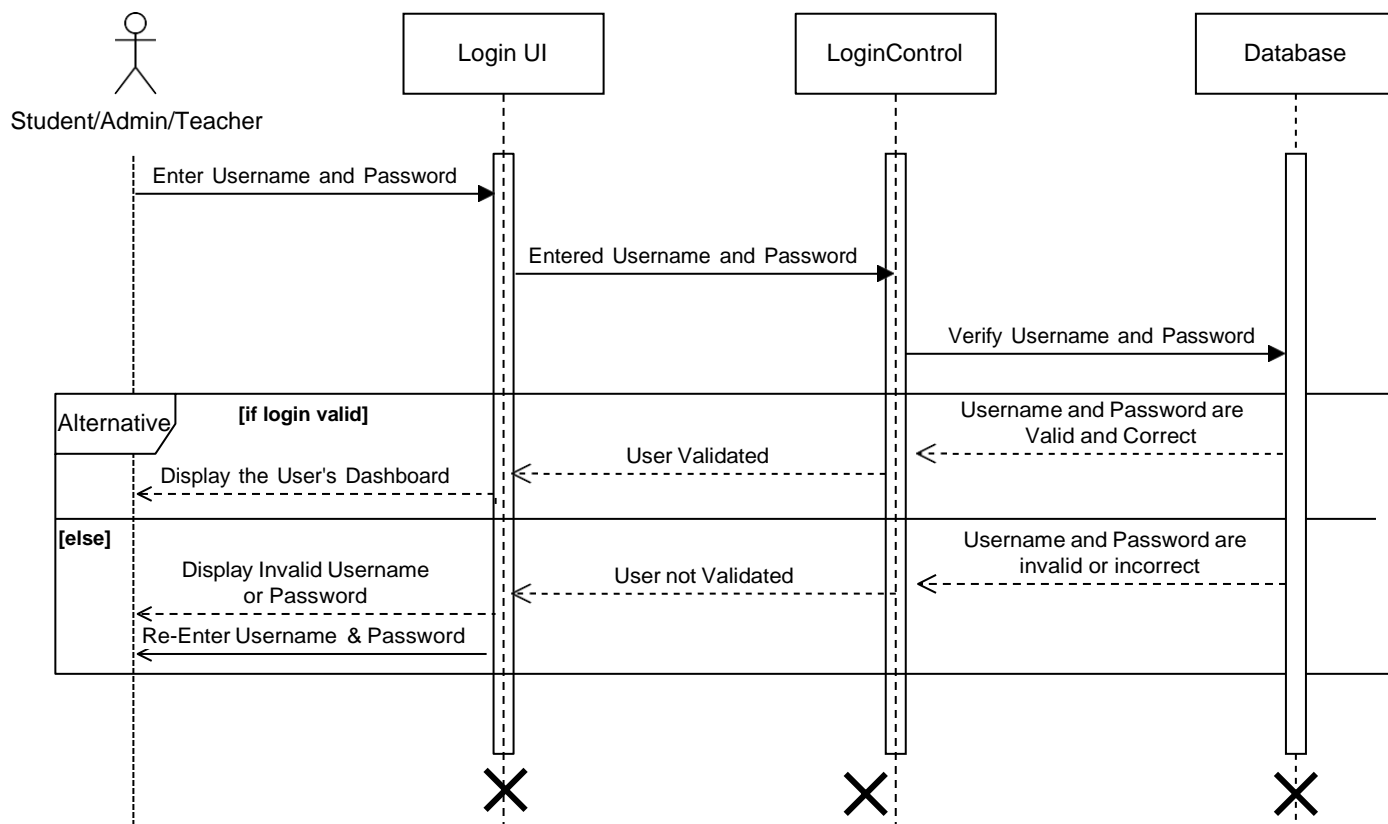 Login UI
LoginControl
Database
Student/Admin/Teacher
Enter Username and Password
Entered Username and Password
Verify Username and Password
Alternative
[if login valid]
Username and Password are
Valid and Correct
User Validated
Display the User's Dashboard
[else]
Username and Password are
invalid or incorrect
User not Validated
Display Invalid Username
or Password
Re-Enter Username & Password